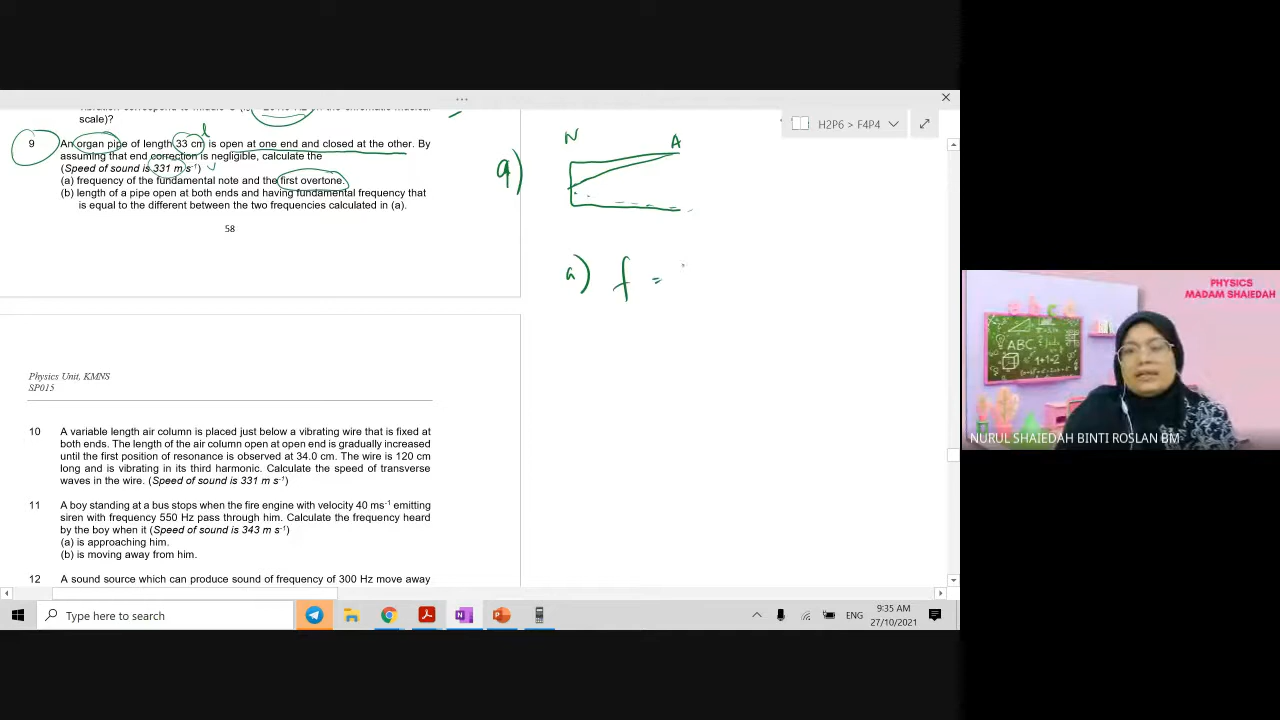 H2P6 > F4P4
scale)?
9 An organ pipe of length 33 cm is open at one end and closed at the other. By
assuming that end correction is negligible, calculate the
(Speed of sound is 331 m s-1)
(a) frequency of the fundamental note and the first overtone.
(b) length of a pipe open at both ends and having fundamental frequency that
is equal to the different between the two frequencies calculated in (a).
58
l
v
9)
N A
a) f =
Physics Unit, KMNS
SP015
10 A variable length air column is placed just below a vibrating wire that is fixed at
both ends. The length of the air column open at open end is gradually increased
until the first position of resonance is observed at 34.0 cm. The wire is 120 cm
long and is vibrating in its third harmonic. Calculate the speed of transverse
waves in the wire. (Speed of sound is 331 m s-1)
11 A boy standing at a bus stops when the fire engine with velocity 40 ms-1 emitting
siren with frequency 550 Hz pass through him. Calculate the frequency heard
by the boy when it (Speed of sound is 343 m s-1)
(a) is approaching him.
(b) is moving away from him.
12 A sound source which can produce sound of frequency of 300 Hz move away
PHYSICS
MADAM SHAIEDAH
ABC
1+1=2
NURUL SHAIEDAH BINTI ROSLAN BM
Type here to search
ENG
9:35 AM
27/10/2021